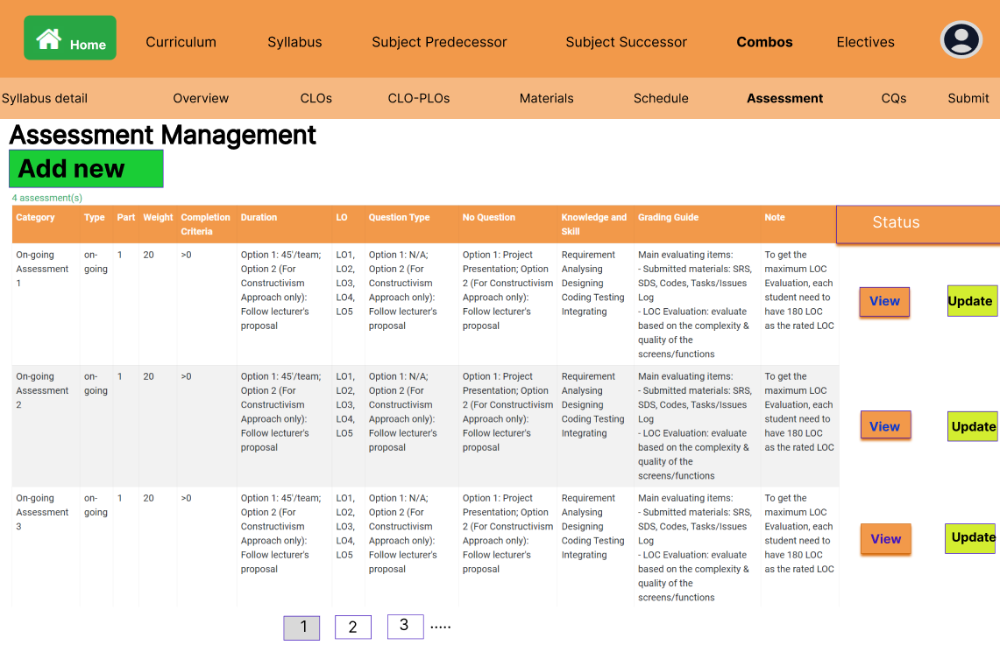 Home Curriculum Syllabus Subject Predecessor Subject Successor Combos Electives
Syllabus detail Overview CLOs CLO-PLOs Materials Schedule Assessment CQs Submit
Assessment Management
Add new
4 assessment(s)
Category
Type
Part
Weight
Completion
Criteria
Duration
LO
Question Type
No Question
Knowledge and
Skill
Grading Guide
Note
Status
On-going
Assessment
1
on-
going
1
20
>0
Option 1: 45'/team;
Option 2 (For
Constructivism
Approach only):
Follow lecturer's
proposal
LO1,
LO2,
LO3,
LO4,
LO5
Option 1: N/A;
Option 2 (For
Constructivism
Approach only):
Follow lecturer's
proposal
Option 1: Project
Presentation; Option
2 (For Constructivism
Approach only):
Follow lecturer's
proposal
Requirement
Analysing
Designing
Coding Testing
Integrating
Main evaluating items:
- Submitted materials: SRS,
SDS, Codes, Tasks/Issues
Log
- LOC Evaluation: evaluate
based on the complexity &
quality of the
screens/functions
To get the
maximum LOC
Evaluation, each
student need to
have 180 LOC
as the rated LOC
View
Update
On-going
Assessment
2
on-
going
1
20
>0
Option 1: 45'/team;
Option 2 (For
Constructivism
Approach only):
Follow lecturer's
proposal
LO1,
LO2,
LO3,
LO4,
LO5
Option 1: N/A;
Option 2 (For
Constructivism
Approach only):
Follow lecturer's
proposal
Option 1: Project
Presentation; Option
2 (For Constructivism
Approach only):
Follow lecturer's
proposal
Requirement
Analysing
Designing
Coding Testing
Integrating
Main evaluating items:
- Submitted materials: SRS,
SDS, Codes, Tasks/Issues
Log
- LOC Evaluation: evaluate
based on the complexity &
quality of the
screens/functions
To get the
maximum LOC
Evaluation, each
student need to
have 180 LOC
as the rated LOC
View
Update
On-going
Assessment
3
on-
going
1
20
>0
Option 1: 45'/team;
Option 2 (For
Constructivism
Approach only):
Follow lecturer's
proposal
LO1,
LO2,
LO3,
LO4,
LO5
Option 1: N/A;
Option 2 (For
Constructivism
Approach only):
Follow lecturer's
proposal
Option 1: Project
Presentation; Option
2 (For Constructivism
Approach only):
Follow lecturer's
proposal
Requirement
Analysing
Designing
Coding Testing
Integrating
Main evaluating items:
- Submitted materials: SRS,
SDS, Codes, Tasks/Issues
Log
- LOC Evaluation: evaluate
based on the complexity &
quality of the
screens/functions
To get the
maximum LOC
Evaluation, each
student need to
have 180 LOC
as the rated LOC
View
Update
1 2 3 .....